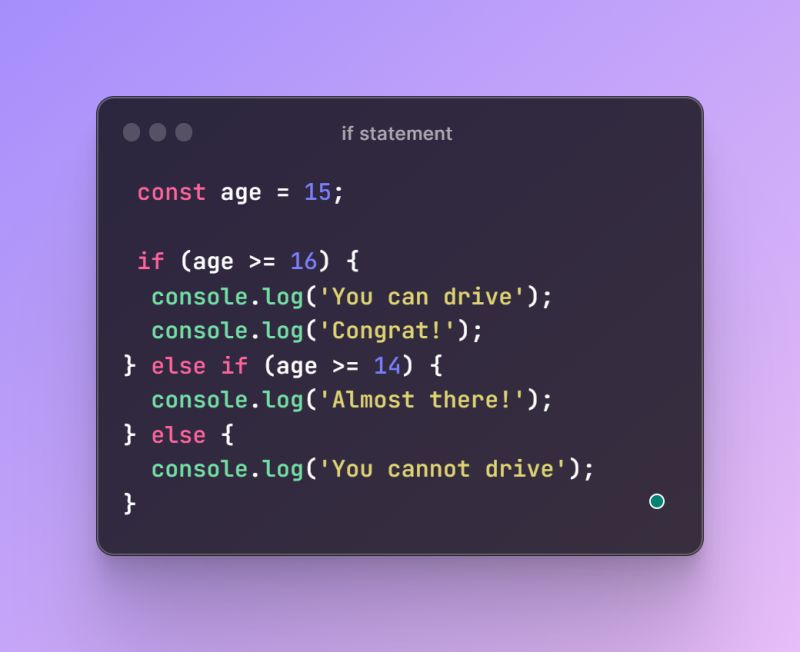 if statement
const age = 15;
if (age >= 16) {
console.log('You can drive');
console.log('Congrat!');
} else if (age >= 14) {
console.log('Almost there!');
} else {
console.log('You cannot drive');
}